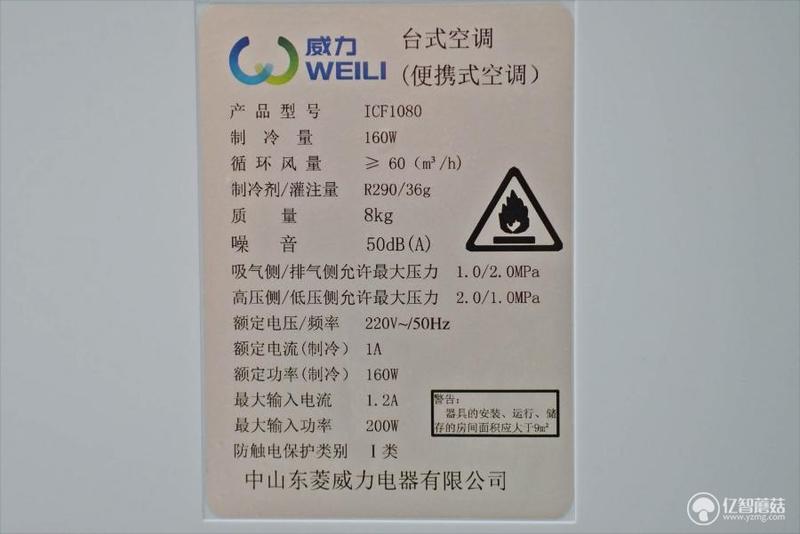 威力
WEILI
台式空调
(便携式空调)
产品型号 ICF1080
制冷量 160W
循环风量 ≥ 60 (m³/h)
制冷剂/灌注量 R290/36g
质量 8kg
噪音 50dB(A)
吸气侧/排气侧允许最大压力 1.0/2.0MPa
高压侧/低压侧允许最大压力 2.0/1.0MPa
额定电压/频率 220V~/50Hz
额定电流(制冷) 1A
额定功率(制冷) 160W
最大输入电流 1.2A
最大输入功率 200W
防触电保护类别 I类
警告:
器具的安装、运行、储
存的房间面积应大于9m²
中山东菱威力电器有限公司
亿智蘑菇
www.yzmg.com